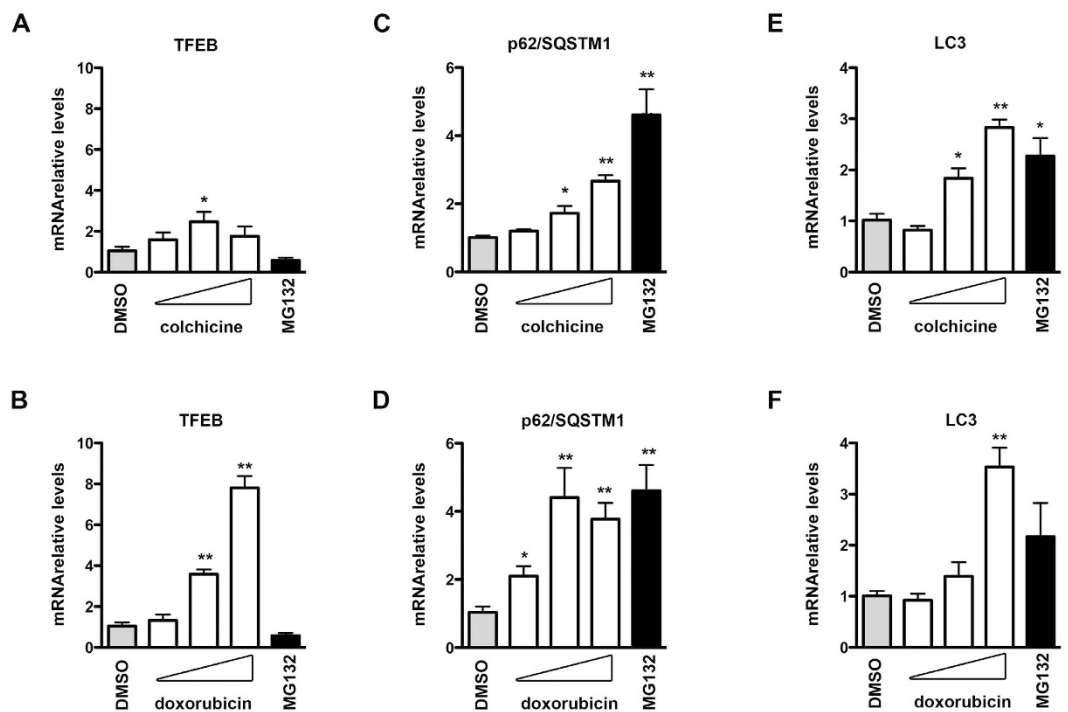 A
TFEB
mRNArelative levels
10
8
6
4
2
0
*
DMSO
colchicine
MG132
C
p62/SQSTM1
mRNArelative levels
6
4
2
0
*
**
**
DMSO
colchicine
MG132
E
LC3
mRNArelative levels
4
3
2
1
0
*
**
*
DMSO
colchicine
MG132
B
TFEB
mRNArelative levels
10
8
6
4
2
0
**
**
DMSO
doxorubicin
MG132
D
p62/SQSTM1
mRNArelative levels
6
4
2
0
*
**
**
**
DMSO
doxorubicin
MG132
F
LC3
mRNArelative levels
4
3
2
1
0
**
DMSO
doxorubicin
MG132